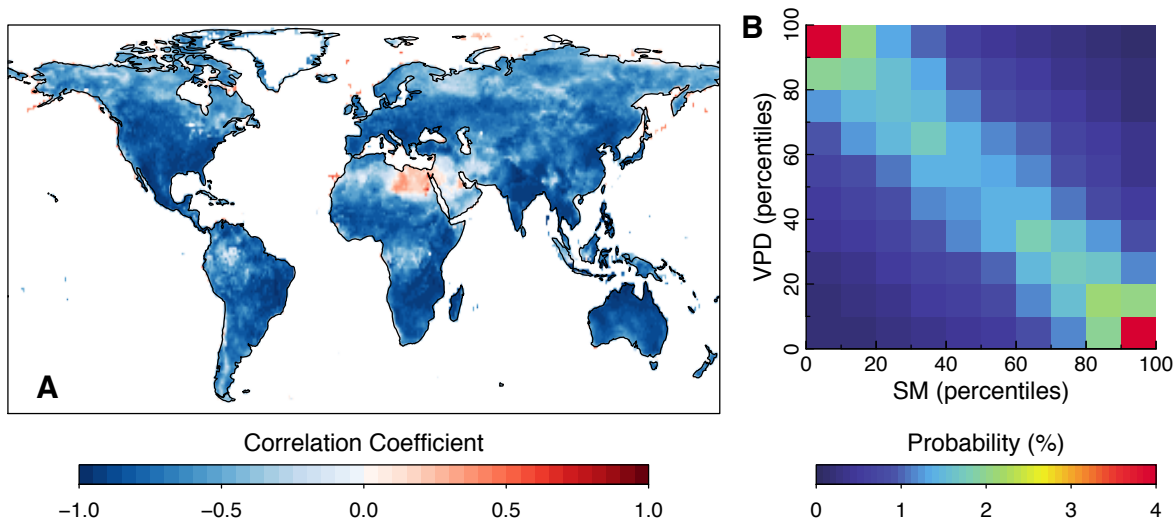 A
Correlation Coefficient
−1.0 −0.5 0.0 0.5 1.0
B
VPD (percentiles)
100
80
60
40
20
0
0 20 40 60 80 100
SM (percentiles)
Probability (%)
0 1 2 3 4